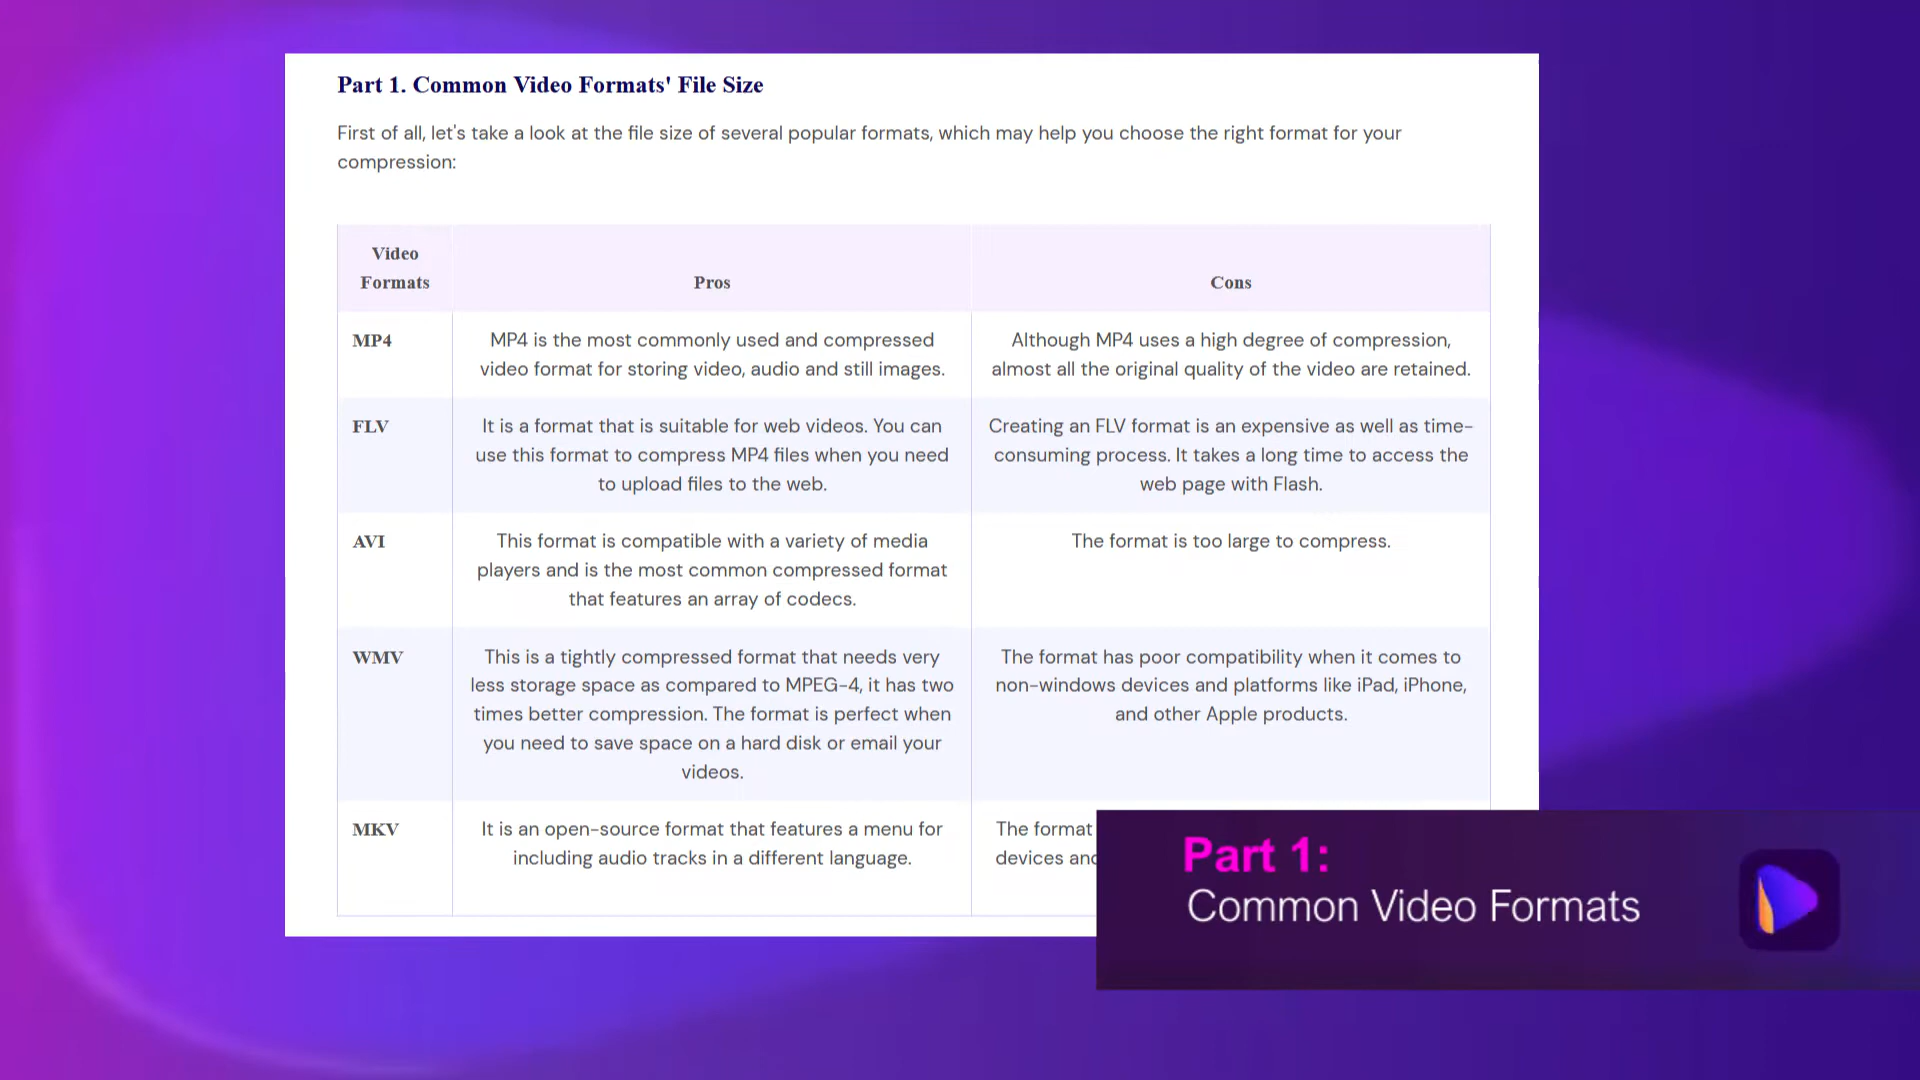 Part 1. Common Video Formats' File Size
First of all, let's take a look at the file size of several popular formats, which may help you choose the right format for your
compression:
Video
Formats
Pros
Cons
MP4
MP4 is the most commonly used and compressed
video format for storing video, audio and still images.
Although MP4 uses a high degree of compression,
almost all the original quality of the video are retained.
FLV
It is a format that is suitable for web videos. You can
use this format to compress MP4 files when you need
to upload files to the web.
Creating an FLV format is an expensive as well as time-
consuming process. It takes a long time to access the
web page with Flash.
AVI
This format is compatible with a variety of media
players and is the most common compressed format
that features an array of codecs.
The format is too large to compress.
WMV
This is a tightly compressed format that needs very
less storage space as compared to MPEG-4, it has two
times better compression. The format is perfect when
you need to save space on a hard disk or email your
videos.
The format has poor compatibility when it comes to
non-windows devices and platforms like iPad, iPhone,
and other Apple products.
MKV
It is an open-source format that features a menu for
including audio tracks in a different language.
The format
devices and
Part 1:
Common Video Formats